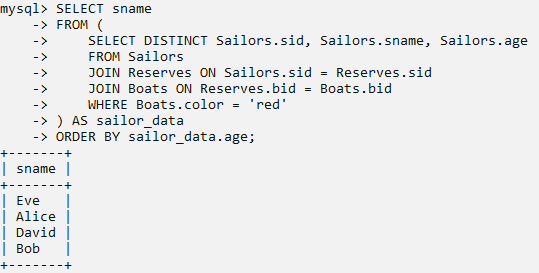 mysql> SELECT sname
    -> FROM (
    ->     SELECT DISTINCT Sailors.sid, Sailors.sname, Sailors.age
    ->     FROM Sailors
    ->     JOIN Reserves ON Sailors.sid = Reserves.sid
    ->     JOIN Boats ON Reserves.bid = Boats.bid
    ->     WHERE Boats.color = 'red'
    -> ) AS sailor_data
    -> ORDER BY sailor_data.age;
+-------+
| sname |
+-------+
| Eve   |
| Alice |
| David |
| Bob   |
+-------+